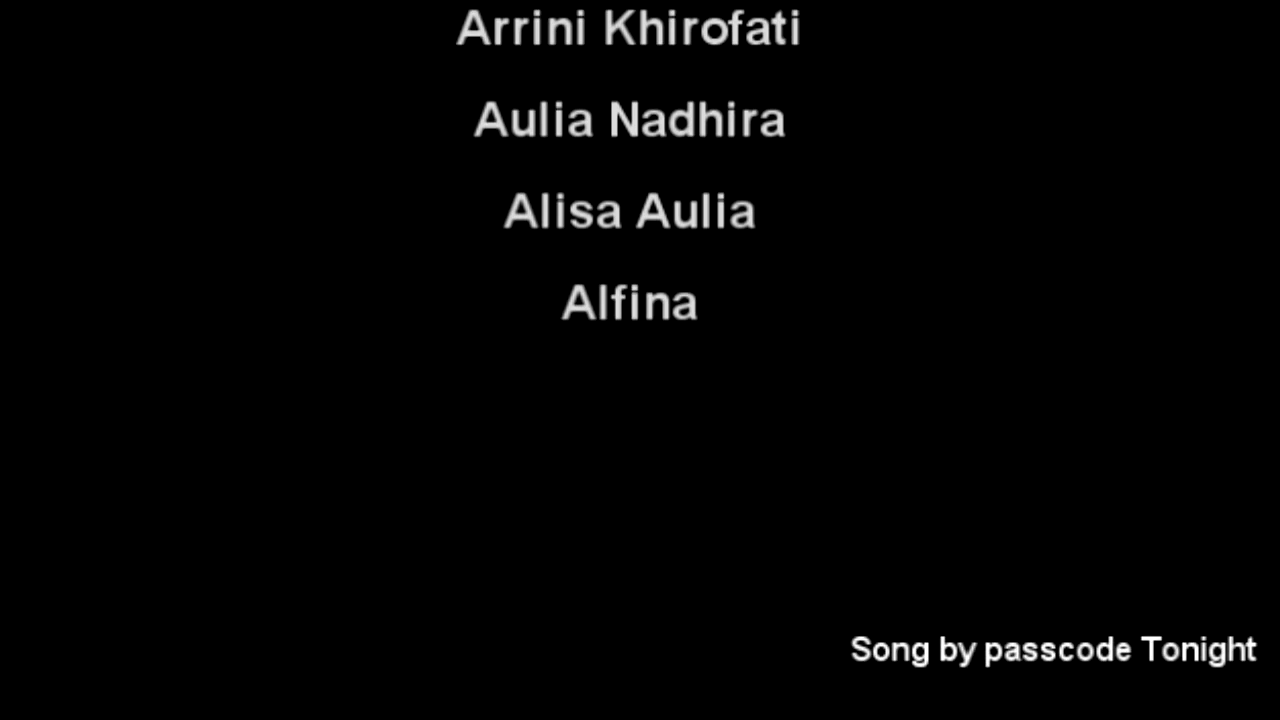 Arrini Khirofati
Aulia Nadhira
Alisa Aulia
Alfina
Song by passcode Tonight